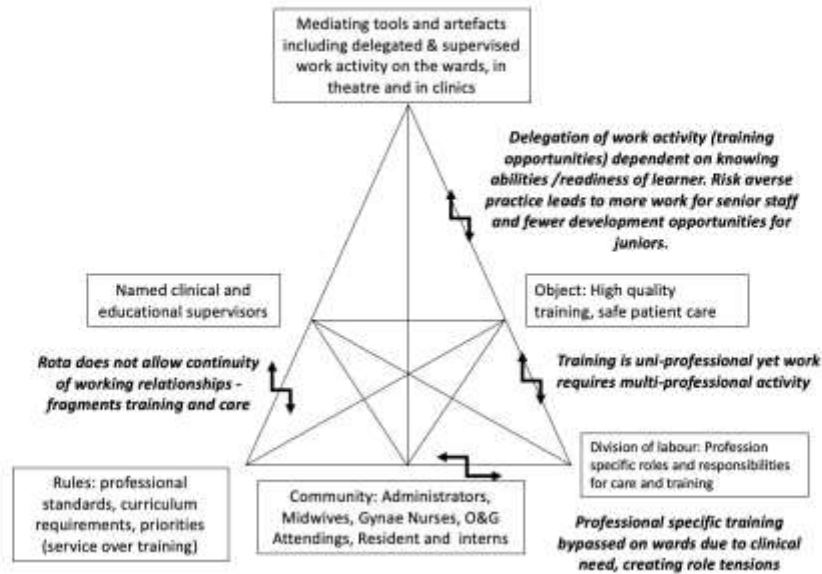 Mediating tools and artefacts
including delegated & supervised
work activity on the wards, in
theatre and in clinics
Delegation of work activity (training
opportunities) dependent on knowing
abilities /readiness of learner. Risk averse
practice leads to more work for senior staff
and fewer development opportunities for
juniors.
Named clinical and
educational supervisors
Object: High quality
training, safe patient care
Rota does not allow continuity
of working relationships -
fragments training and care
Training is uni-professional yet work
requires multi-professional activity
Rules: professional
standards, curriculum
requirements, priorities
(service over training)
Community: Administrators,
Midwives, Gynae Nurses, O&G
Attendings, Resident and interns
Division of labour: Profession
specific roles and responsibilities
for care and training
Professional specific training
bypassed on wards due to clinical
need, creating role tensions